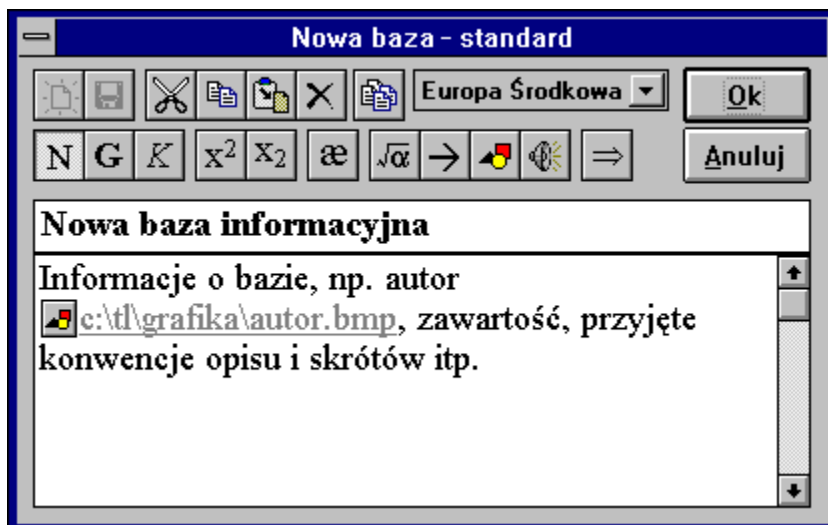 Nowa baza - standard
Europa Środkowa
Ok
N G K x² x₂ æ √α → ⇒
Anuluj
Nowa baza informacyjna
Informacje o bazie, np. autor
c:\tl\grafika\autor.bmp, zawartość, przyjęte
konwencje opisu i skrótów itp.